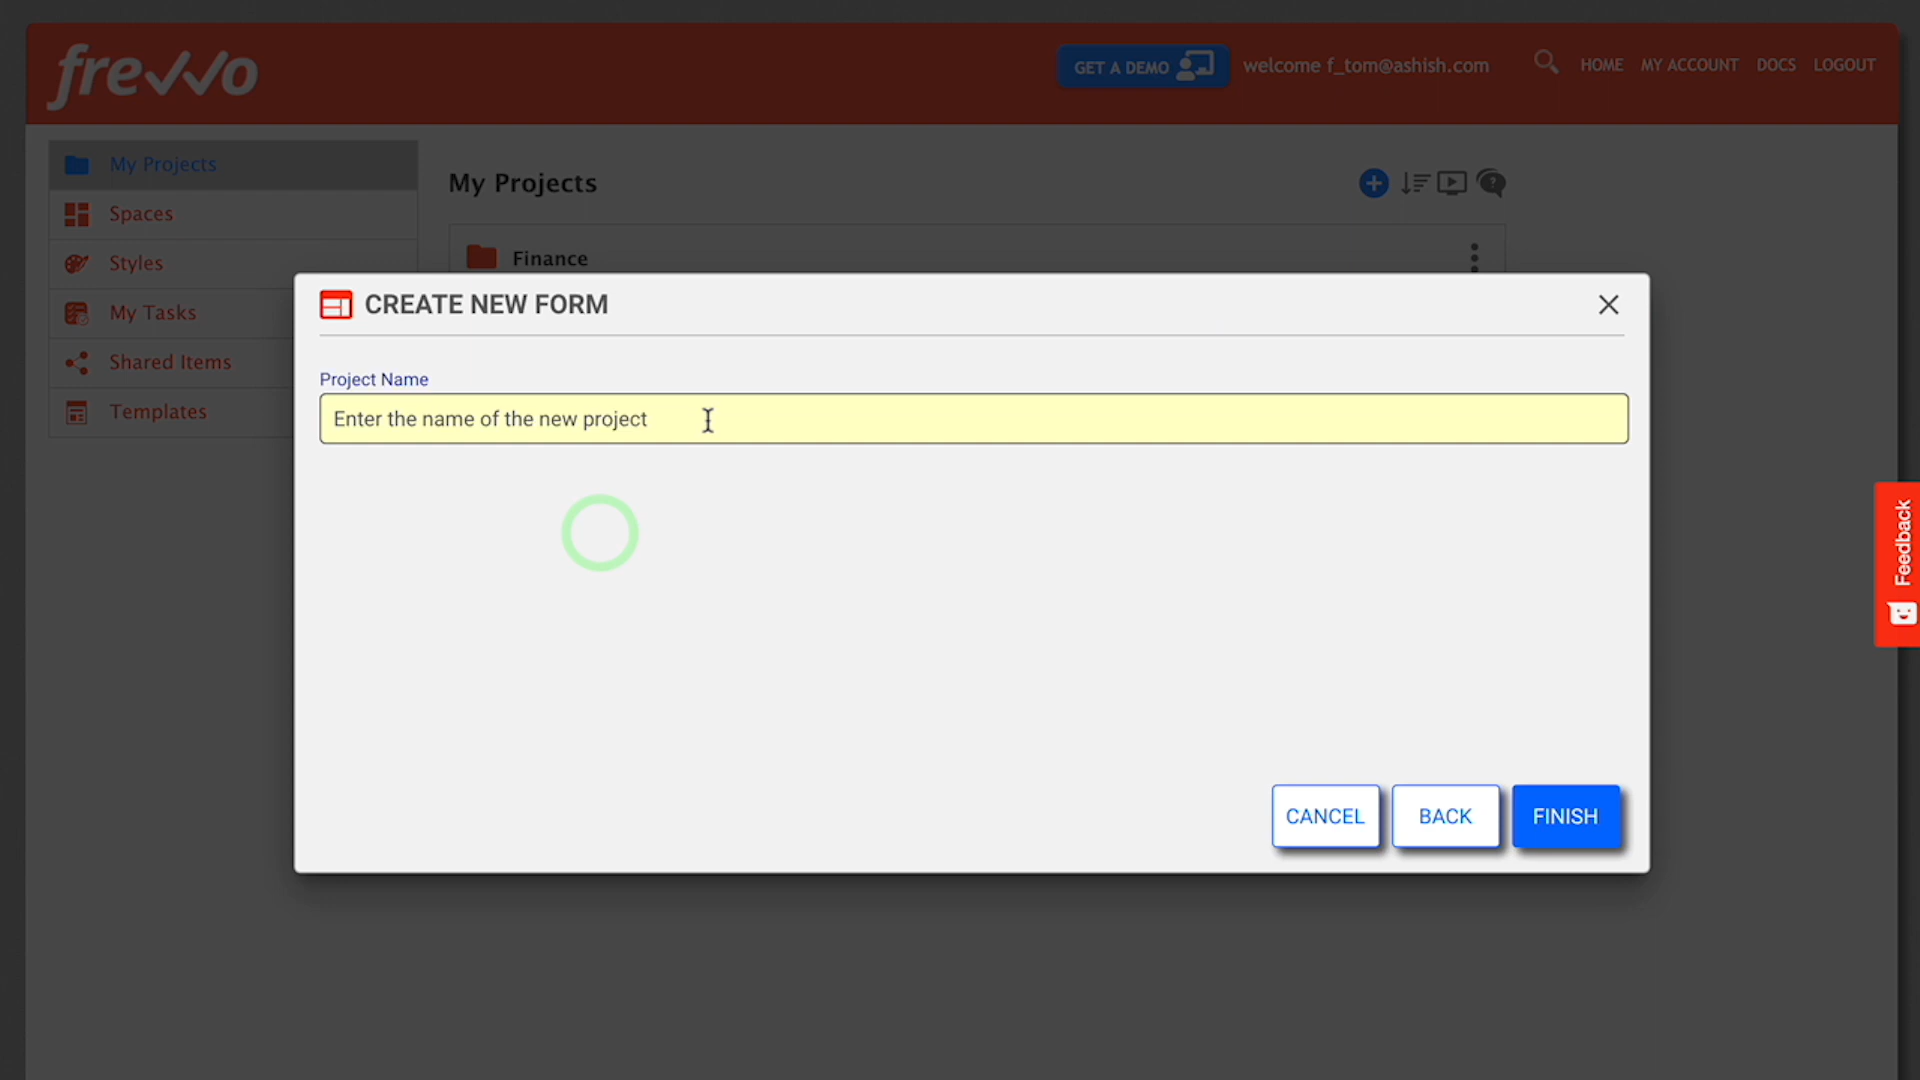 frevvo
GET A DEMO
welcome f_tom@ashish.com
HOME
MY ACCOUNT
DOCS
LOGOUT
My Projects
Spaces
Styles
My Tasks
Shared Items
Templates
My Projects
?
Finance
CREATE NEW FORM
Project Name
Enter the name of the new project
CANCEL
BACK
FINISH
Feedback